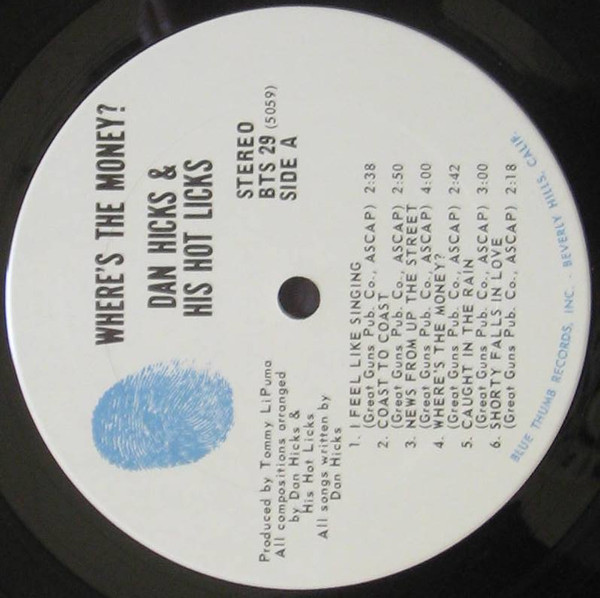 WHERE'S THE MONEY?
DAN HICKS &
HIS HOT LICKS
STEREO
BTS 29 (5059)
SIDE A
Produced by Tommy LiPuma
All compositions arranged
by Dan Hicks &
His Hot Licks
All songs written by
Dan Hicks
1. I FEEL LIKE SINGING
(Great Guns Pub. Co., ASCAP) 2:38
2. COAST TO COAST
(Great Guns Pub. Co., ASCAP) 2:50
3. NEWS FROM UP THE STREET
(Great Guns Pub. Co., ASCAP) 4:00
4. WHERE'S THE MONEY?
(Great Guns Pub. Co., ASCAP) 2:42
5. CAUGHT IN THE RAIN
(Great Guns Pub. Co., ASCAP) 3:00
6. SHORTY FALLS IN LOVE
(Great Guns Pub. Co., ASCAP) 2:18
BLUE THUMB RECORDS, INC., BEVERLY HILLS, CALIF.